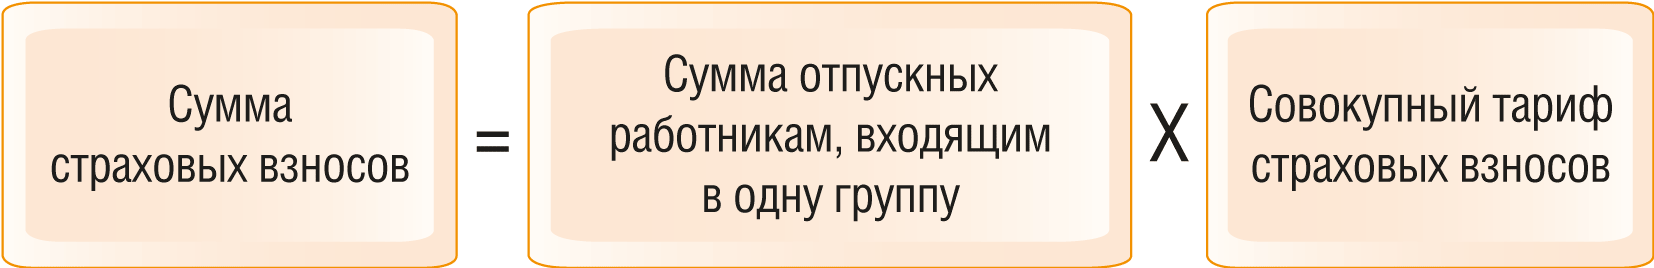 Сумма
страховых взносов
=
Сумма отпускных
работникам, входящим
в одну группу
X
Совокупный тариф
страховых взносов